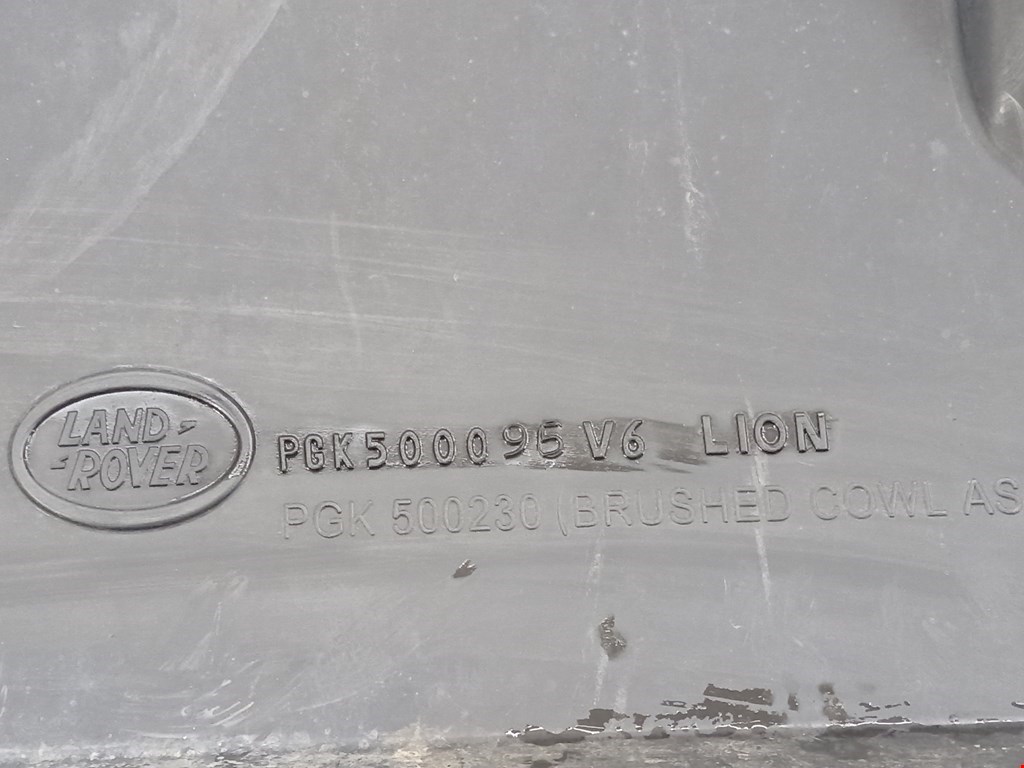 LAND-
-ROVER
PGK500095 V6 LION
PGK 500230 (BRUSHED COWL AS